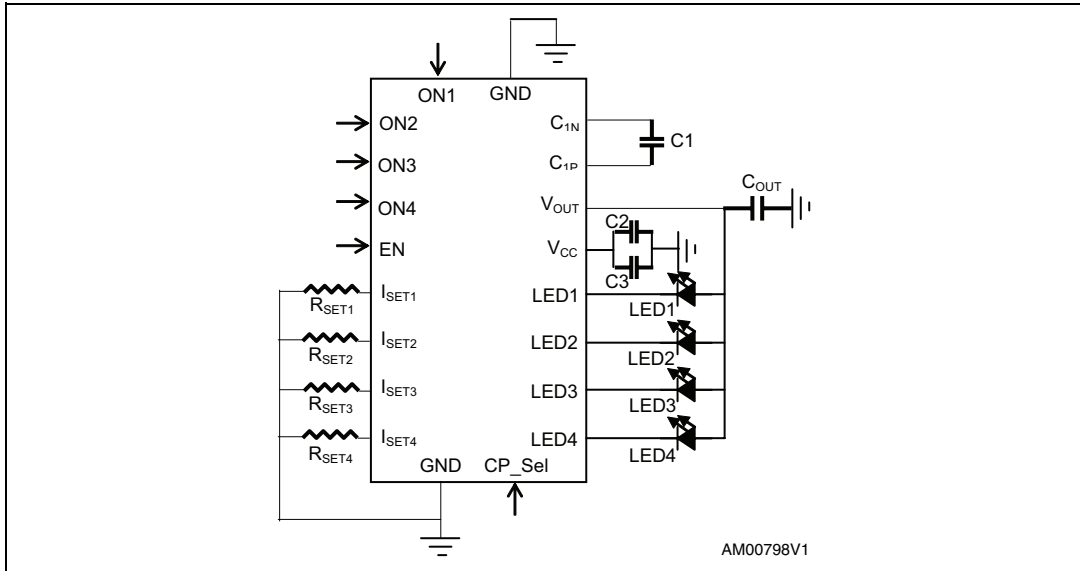 ON1
GND
ON2
ON3
ON4
EN
ISET1
ISET2
ISET3
ISET4
RSET1
RSET2
RSET3
RSET4
GND
CP_Sel
C1N
C1P
VOUT
VCC
LED1
LED2
LED3
LED4
C1
COUT
C2
C3
LED1
LED2
LED3
LED4
AM00798V1